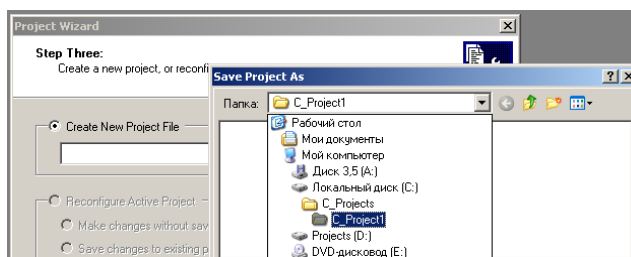 Project Wizard
Step Three:
Create a new project, or reconfi
Save Project As
Папка: C_Project1
Create New Project File
Рабочий стол
Мои документы
Мой компьютер
Диск 3,5 (A:)
Локальный диск (C:)
C_Projects
C_Project1
Projects (D:)
DVD-дисковод (E:)
Reconfigure Active Project
Make changes without sav
Save changes to existing p